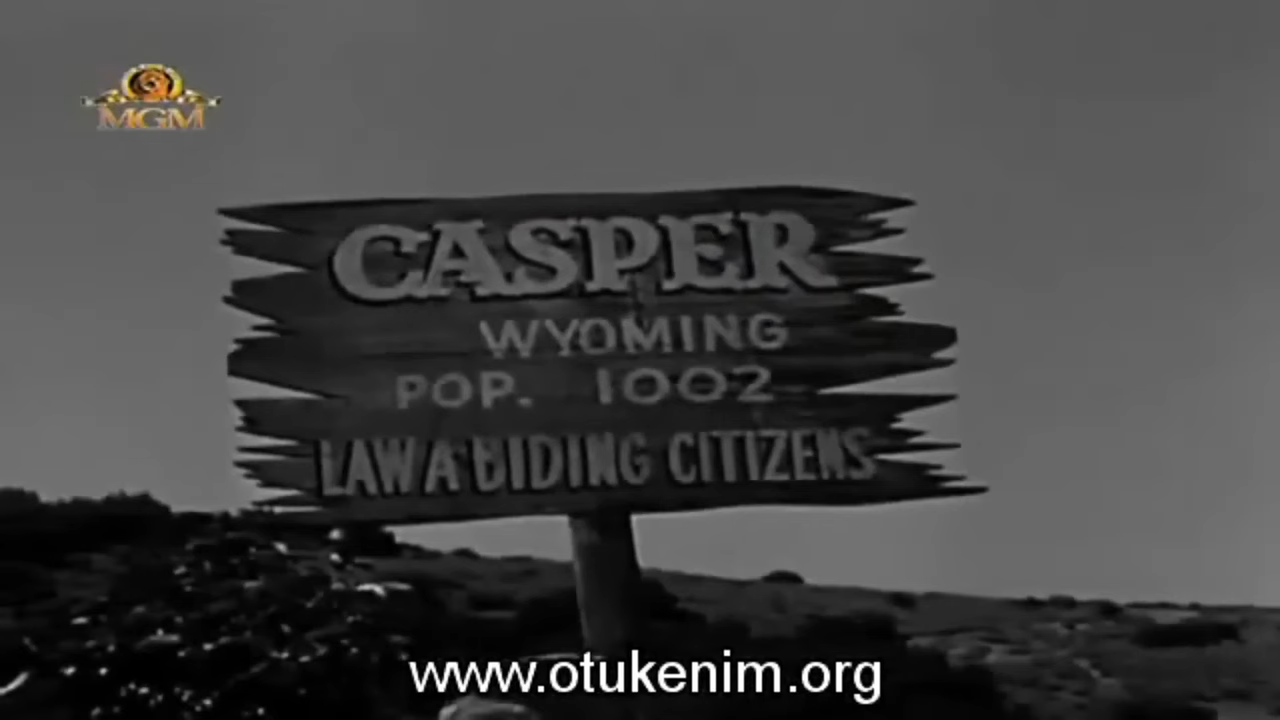 MGM
CASPER
WYOMING
POP. 1002
LAW ABIDING CITIZENS
www.otukenim.org